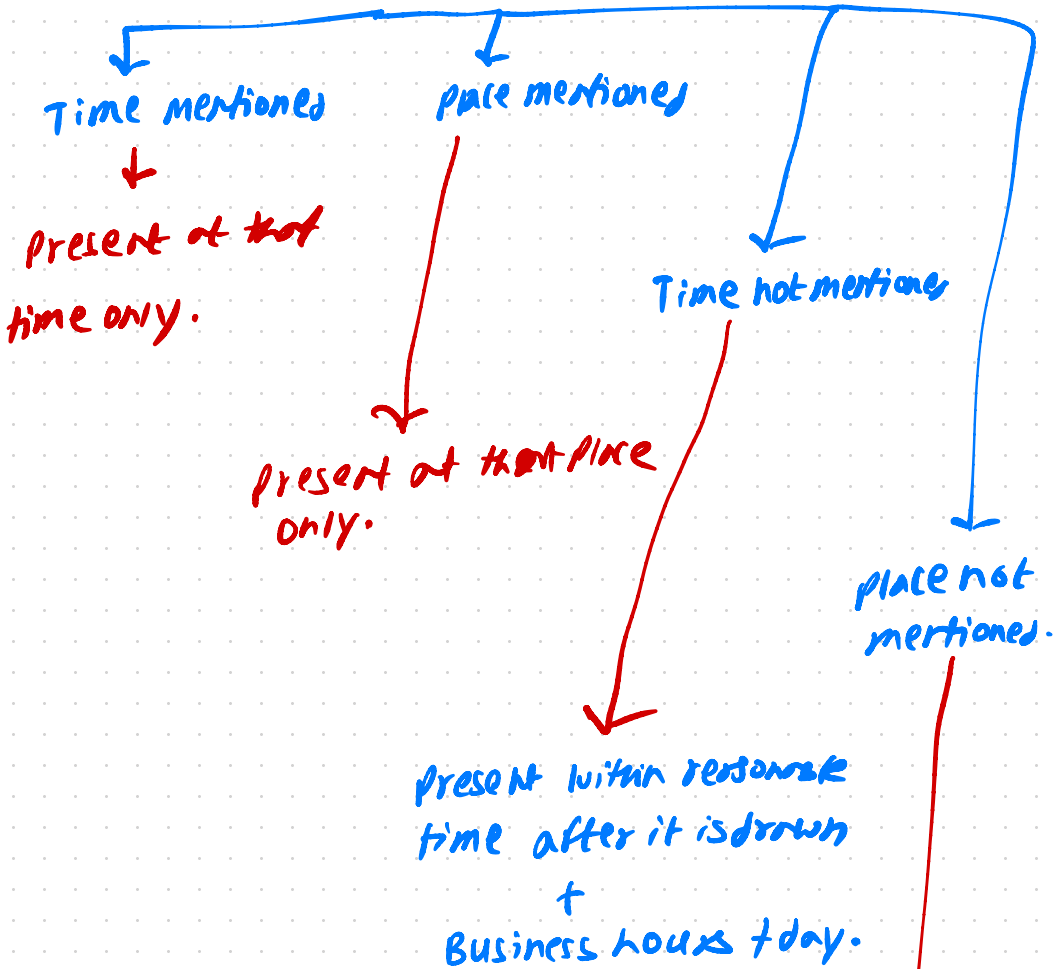 Time mentioned
place mentioned
Present at that
time only.
Time not mentioned
Present at that place
only.
place not
mentioned.
present within reasonable
time after it is drawn
+
Business hours + day.